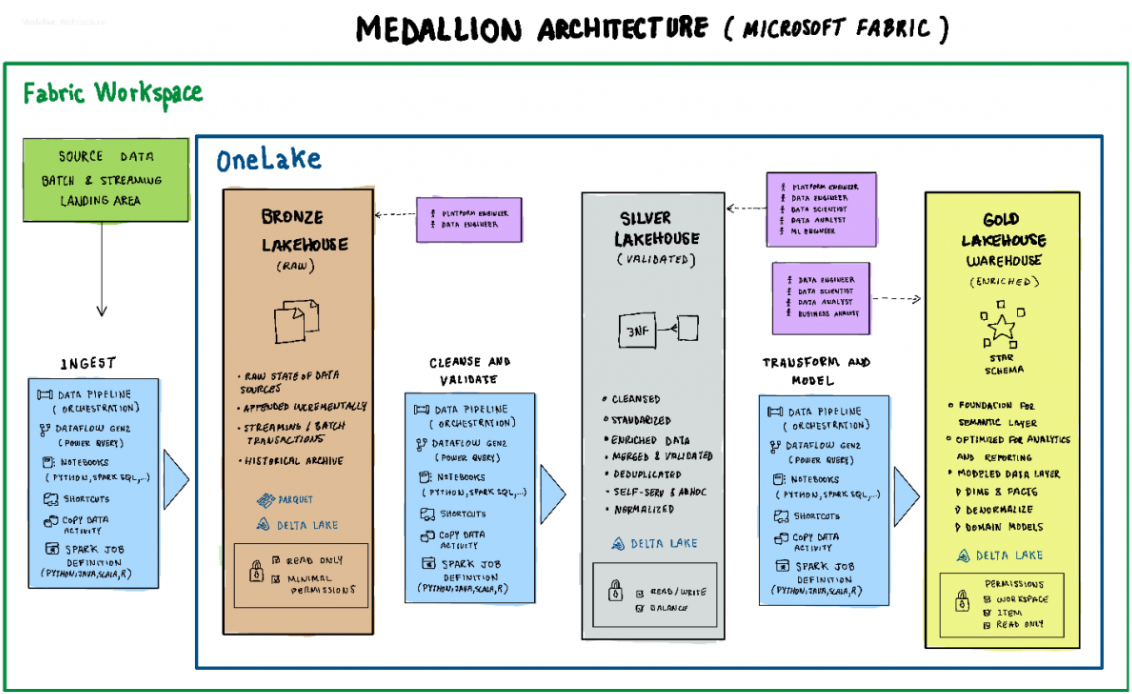 MEDALLION ARCHITECTURE (MICROSOFT FABRIC)
Fabric Workspace
SOURCE DATA
BATCH & STREAMING
LANDING AREA
INGEST
DATA PIPELINE
(ORCHESTRATION)
DATAFLOW GEN2
(POWER QUERY)
NOTEBOOKS
(PYTHON, SPARK SQL,...)
SHORTCUTS
COPY DATA
ACTIVITY
SPARK JOB
DEFINITION
(PYTHON, JAVA, SCALA, R)
OneLake
BRONZE
LAKEHOUSE
(RAW)
• RAW STATE OF DATA
SOURCES
• APPENDED INCREMENTALLY
• STREAMING / BATCH
TRANSACTIONS
• HISTORICAL ARCHIVE
PARQUET
DELTA LAKE
READ ONLY
MINIMAL
PERMISSIONS
PLATFORM ENGINEER
DATA ENGINEER
CLEANSE AND
VALIDATE
DATA PIPELINE
(ORCHESTRATION)
DATAFLOW GEN2
(POWER QUERY)
NOTEBOOKS
(PYTHON, SPARK SQL,...)
SHORTCUTS
COPY DATA
ACTIVITY
SPARK JOB
DEFINITION
(PYTHON, JAVA, SCALA, R)
SILVER
LAKEHOUSE
(VALIDATED)
3NF
• CLEANSED
• STANDARIZED
• ENRICHED DATA
• MERGED & VALIDATED
• DEDUPLICATED
• SELF-SERV & ADHOC
• NORMALIZED
DELTA LAKE
READ/WRITE
BALANCE
PLATFORM ENGINEER
DATA ENGINEER
DATA SCIENTIST
DATA ANALYST
ML ENGINEER
DATA ENGINEER
DATA SCIENTIST
DATA ANALYST
BUSINESS ANALYST
TRANSFORM AND
MODEL
DATA PIPELINE
(ORCHESTRATION)
DATAFLOW GEN2
(POWER QUERY)
NOTEBOOKS
(PYTHON, SPARK SQL,...)
SHORTCUTS
COPY DATA
ACTIVITY
SPARK JOB
DEFINITION
(PYTHON, JAVA, SCALA, R)
GOLD
LAKEHOUSE
WAREHOUSE
(ENRICHED)
STAR
SCHEMA
• FOUNDATION FOR
SEMANTIC LAYER
• OPTIMIZED FOR ANALYTICS
AND REPORTING
• MODELED DATA LAYER
DIMS & FACTS
DENORMALIZE
DOMAIN MODELS
DELTA LAKE
PERMISSIONS
WORKSPACE
ITEM
READ ONLY